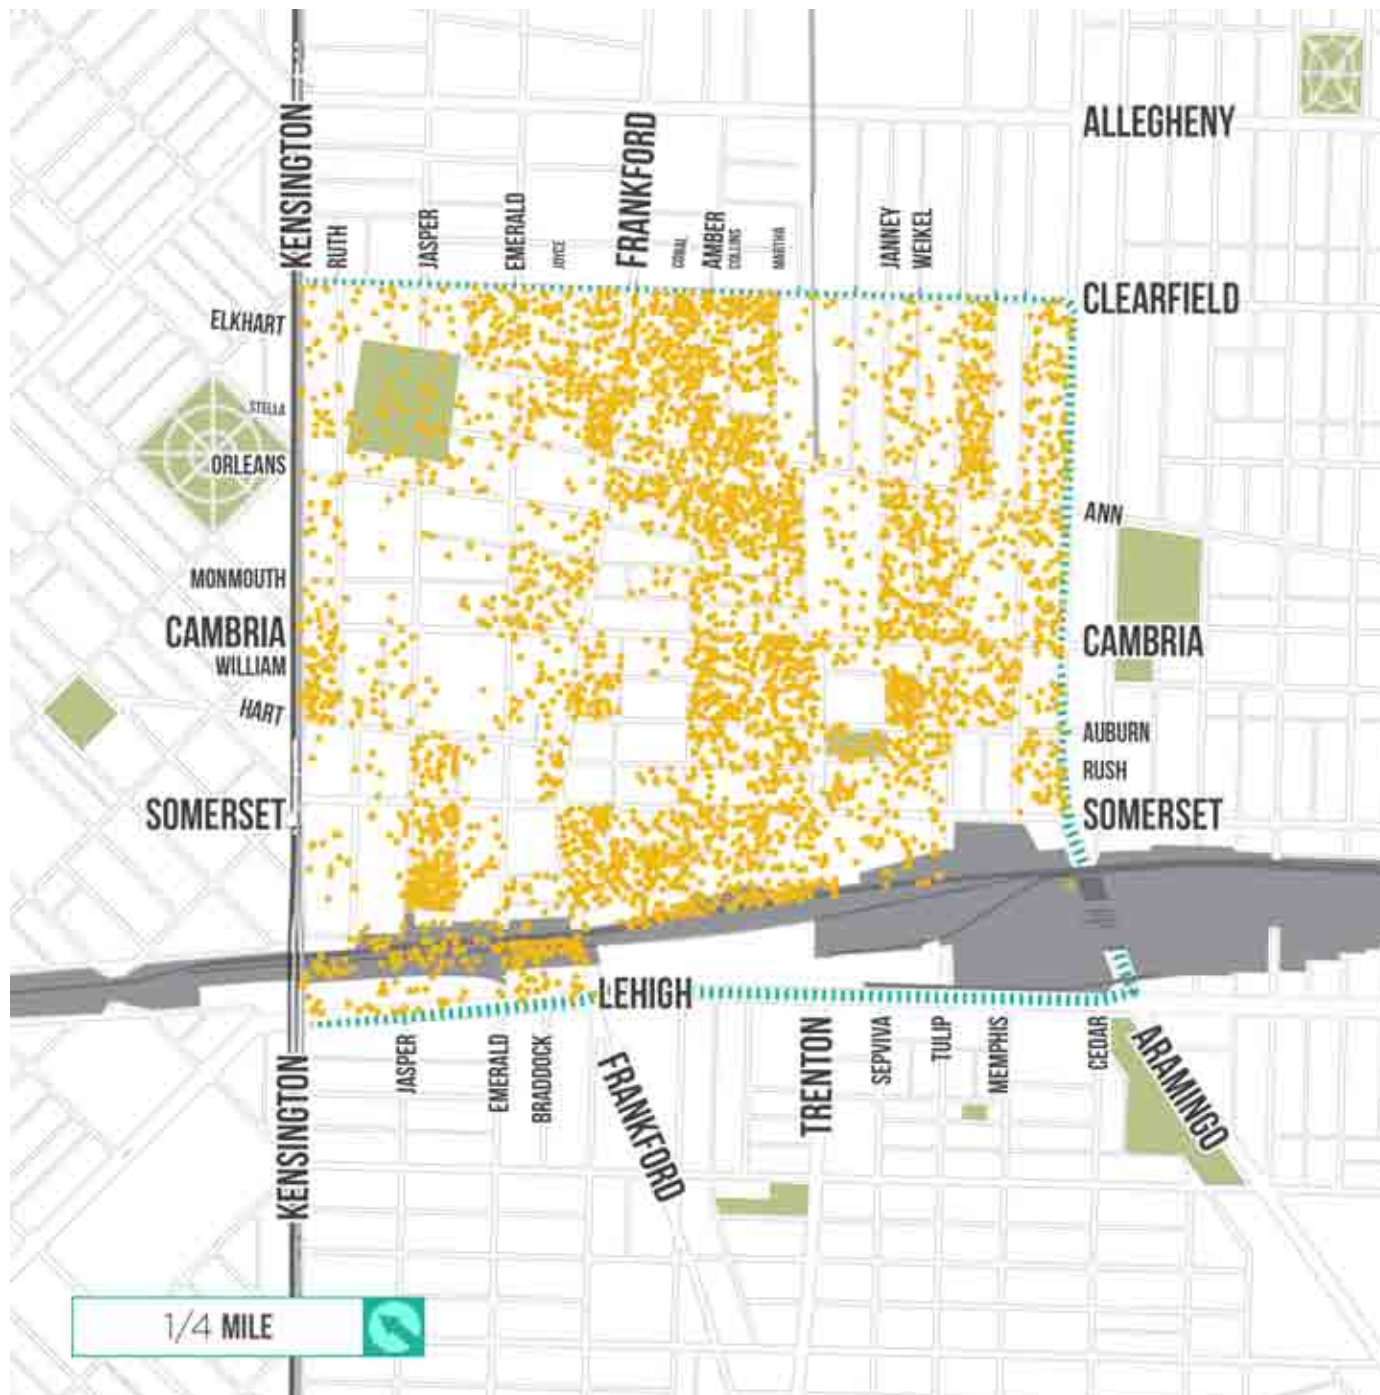 ALLEGHENY
KENSINGTON
RUTH
JASPER
EMERALD
JOYCE
FRANKFORD
CORAL
AMBER
COLLINS
MARTHA
JANNEY
WEIKEL
CLEARFIELD
ELKHART
STELLA
ORLEANS
ANN
MONMOUTH
CAMBRIA
CAMBRIA
WILLIAM
HART
AUBURN
RUSH
SOMERSET
SOMERSET
LEHIGH
KENSINGTON
JASPER
EMERALD
BRADDOCK
FRANKFORD
TRENTON
SEPVIVA
TULIP
MEMPHIS
CEDAR
ARAMINGO
1/4 MILE